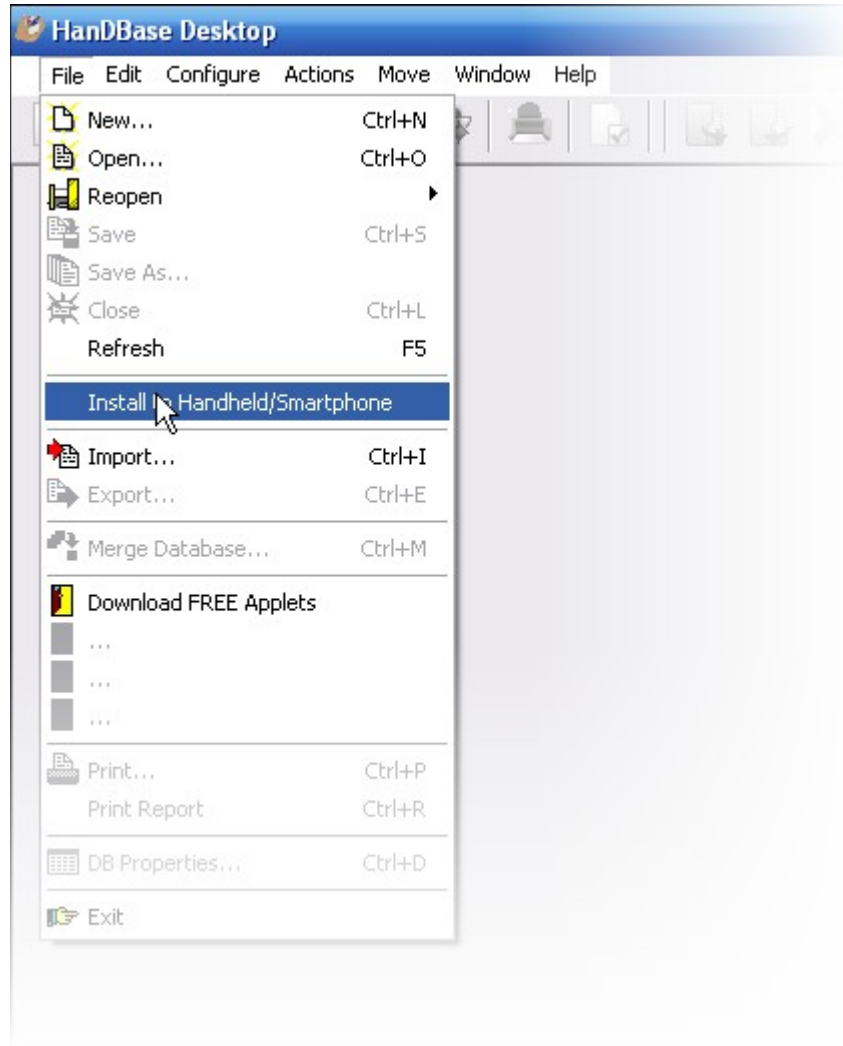 HanDBase Desktop
File Edit Configure Actions Move Window Help
New... Ctrl+N
Open... Ctrl+O
Reopen
Save Ctrl+S
Save As...
Close Ctrl+L
Refresh F5
Install Handheld/Smartphone
Import... Ctrl+I
Export... Ctrl+E
Merge Database... Ctrl+M
Download FREE Applets
...
...
...
Print... Ctrl+P
Print Report Ctrl+R
DB Properties... Ctrl+D
Exit